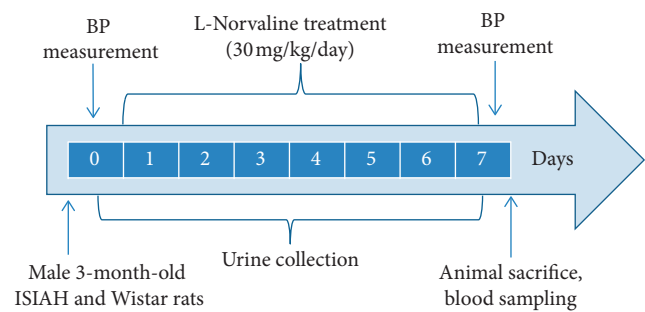 BP
measurement
L-Norvaline treatment
(30 mg/kg/day)
BP
measurement
0 1 2 3 4 5 6 7 Days
Urine collection
Male 3-month-old
ISIAH and Wistar rats
Animal sacrifice,
blood sampling